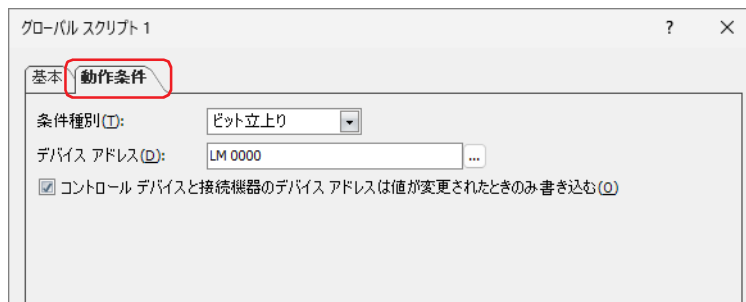 グローバル スクリプト 1 ? ×
基本 動作条件
条件種別(T): ビット立上り
デバイス アドレス(D): LM 0000 ...
コントロール デバイスと接続機器のデバイス アドレスは値が変更されたときのみ書き込む(O)